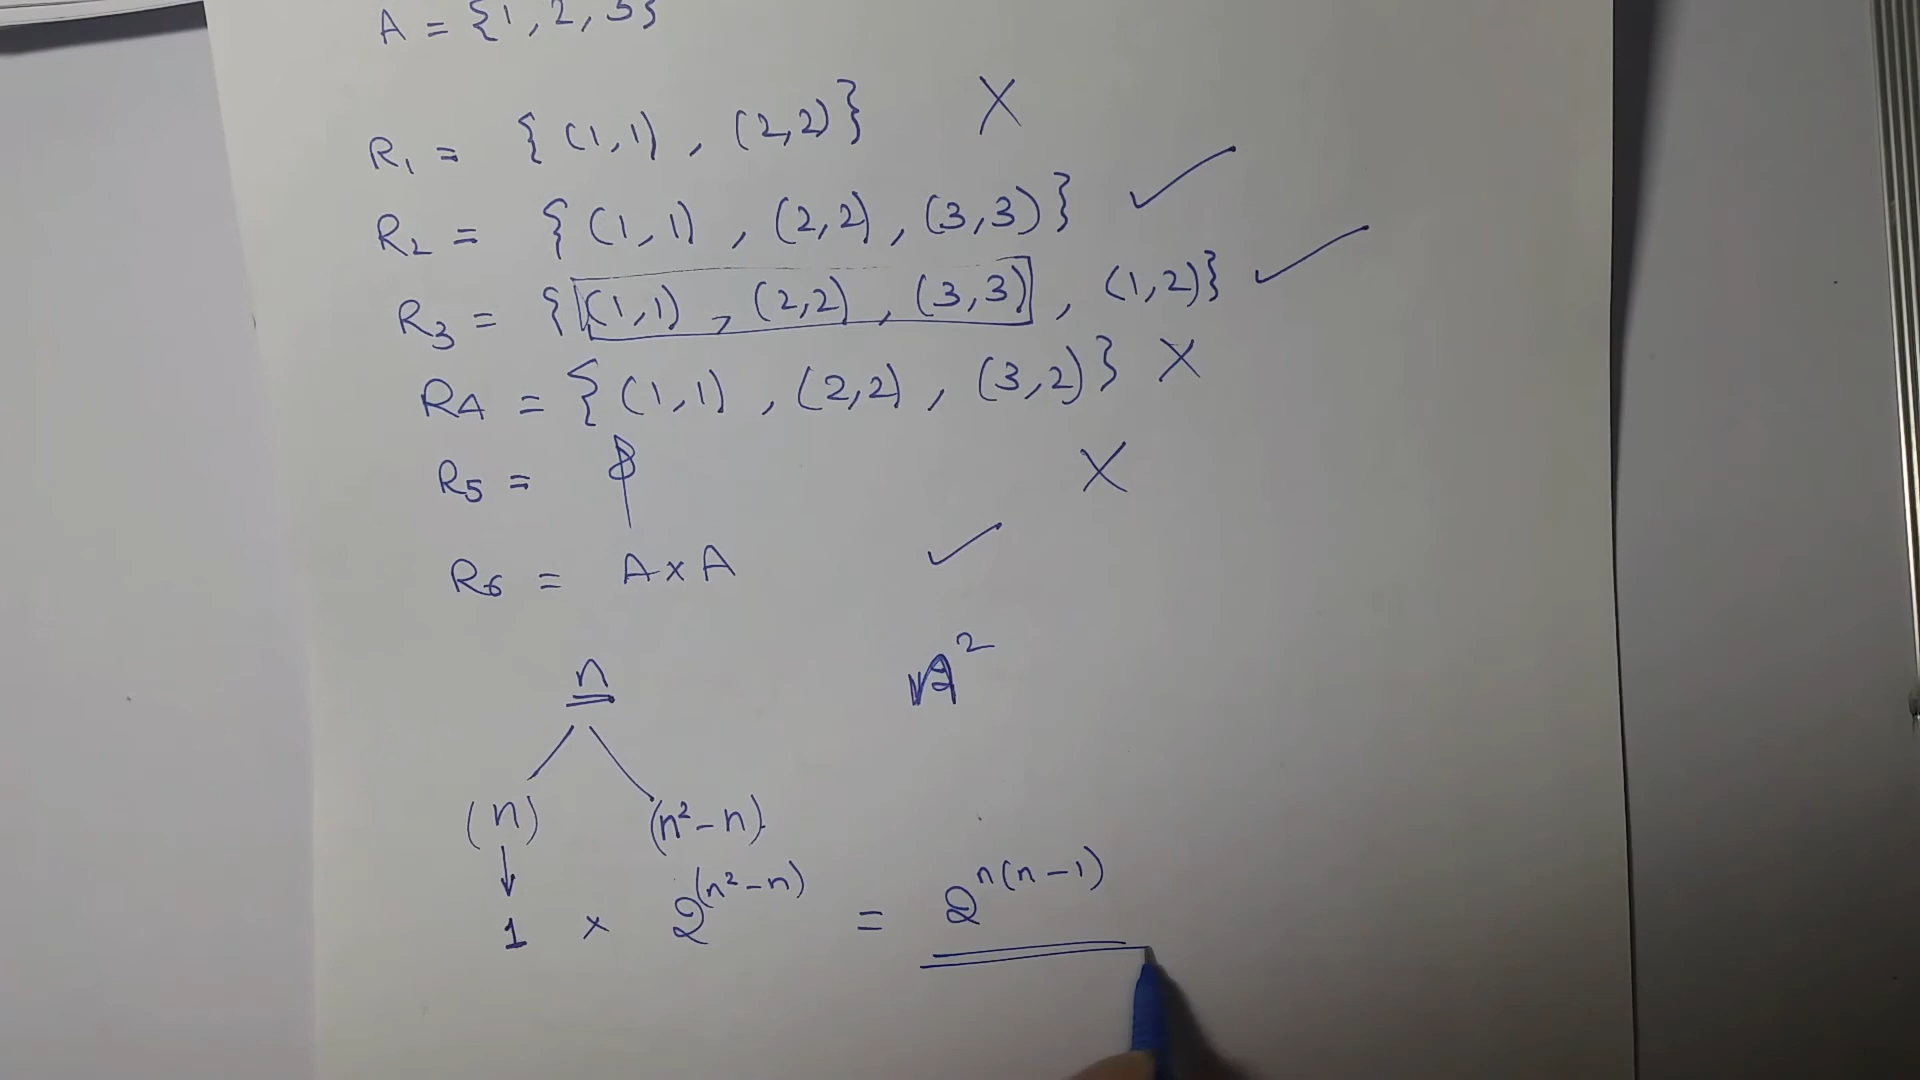 A = {1, 2, 3}
R₁ = {(1,1), (2,2)} X
R₂ = {(1,1), (2,2), (3,3)} ✓
R₃ = {(1,1), (2,2), (3,3), (1,2)} ✓
R4 = {(1,1), (2,2), (3,2)} X
R5 = ϕ X
R6 = A×A ✓
n A²
(n) (n²-n)
↓
1 × 2^(n²-n) = 2^n(n-1)